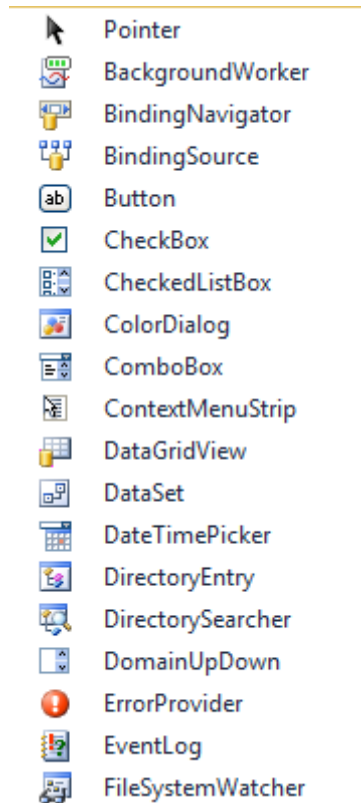 Pointer
BackgroundWorker
BindingNavigator
BindingSource
ab Button
CheckBox
CheckedListBox
ColorDialog
ComboBox
ContextMenuStrip
DataGridView
DataSet
DateTimePicker
DirectoryEntry
DirectorySearcher
DomainUpDown
ErrorProvider
EventLog
FileSystemWatcher